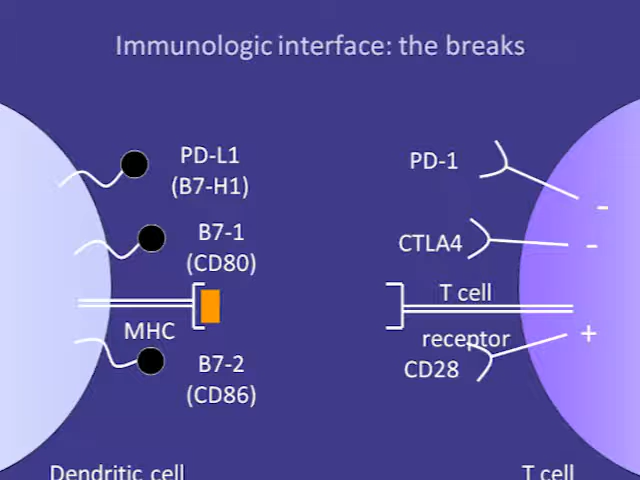 Immunologic interface: the breaks
PD-L1
(B7-H1)
PD-1
-
B7-1
(CD80)
CTLA4
-
T cell
MHC
receptor
+
B7-2
(CD86)
CD28
Dendritic cell
T cell